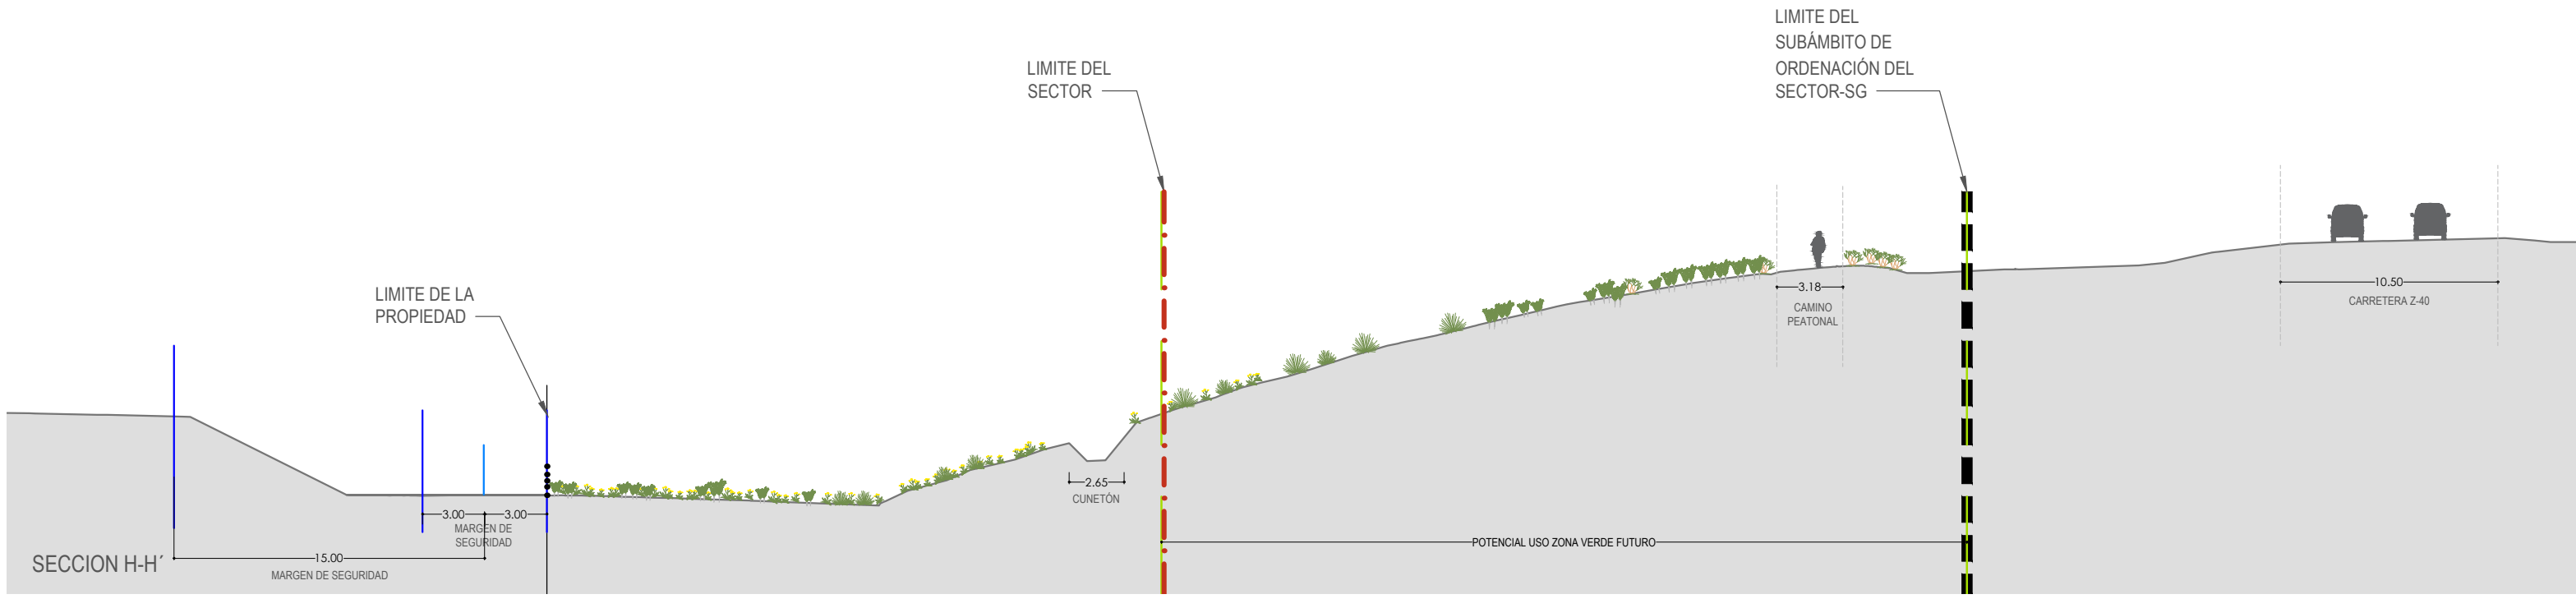 LIMITE DEL
SUBÁMBITO DE
ORDENACIÓN DEL
SECTOR-SG
LIMITE DEL
SECTOR
LIMITE DE LA
PROPIEDAD
3.18
CAMINO
PEATONAL
10.50
CARRETERA Z-40
2.65
CUNETÓN
3.00
3.00
MARGEN DE
SEGURIDAD
POTENCIAL USO ZONA VERDE FUTURO
15.00
MARGEN DE SEGURIDAD
SECCION H-H´